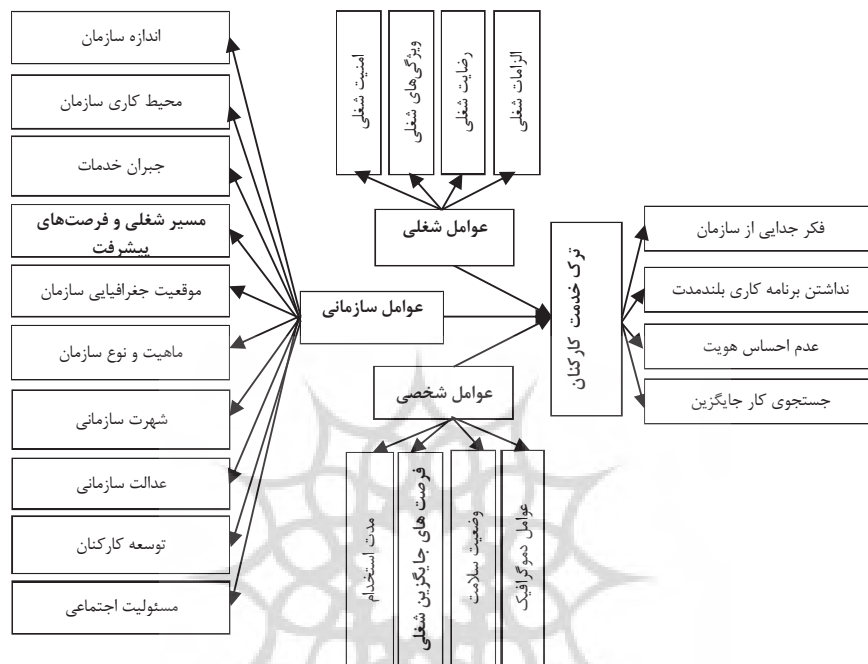 امنیت شغلی
ویژگی‌های شغلی
رضایت شغلی
الزامات شغلی
اندازه سازمان
محیط کاری سازمان
جبران خدمات
مسیر شغلی و فرصت‌های
پیشرفت
موقعیت جغرافیایی سازمان
ماهیت و نوع سازمان
شهرت سازمانی
عدالت سازمانی
توسعه کارکنان
مسئولیت اجتماعی
عوامل شغلی
عوامل سازمانی
عوامل شخصی
ترک خدمت کارکنان
فکر جدایی از سازمان
نداشتن برنامه کاری بلندمدت
عدم احساس هویت
جستجوی کار جایگزین
مدت استخدام
فرصت های جایگزین شغلی
وضعیت سلامت
عوامل دموگرافیک